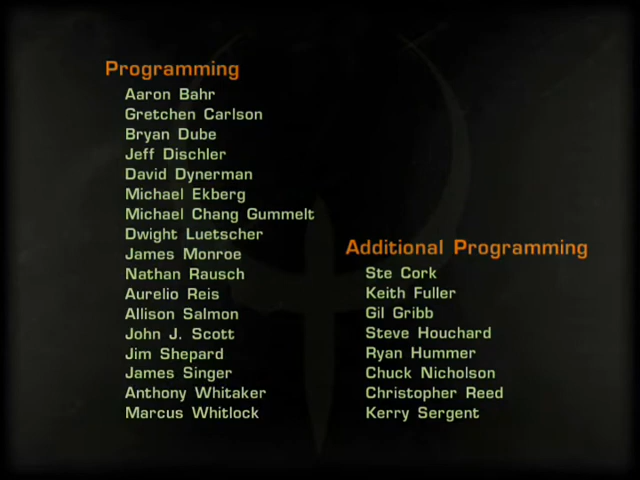 Programming
Aaron Bahr
Gretchen Carlson
Bryan Dube
Jeff Dischler
David Dynerman
Michael Ekberg
Michael Chang Gummelt
Dwight Luetscher
James Monroe
Nathan Rausch
Aurelio Reis
Allison Salmon
John J. Scott
Jim Shepard
James Singer
Anthony Whitaker
Marcus Whitlock
Additional Programming
Ste Cork
Keith Fuller
Gil Gribb
Steve Houchard
Ryan Hummer
Chuck Nicholson
Christopher Reed
Kerry Sergent